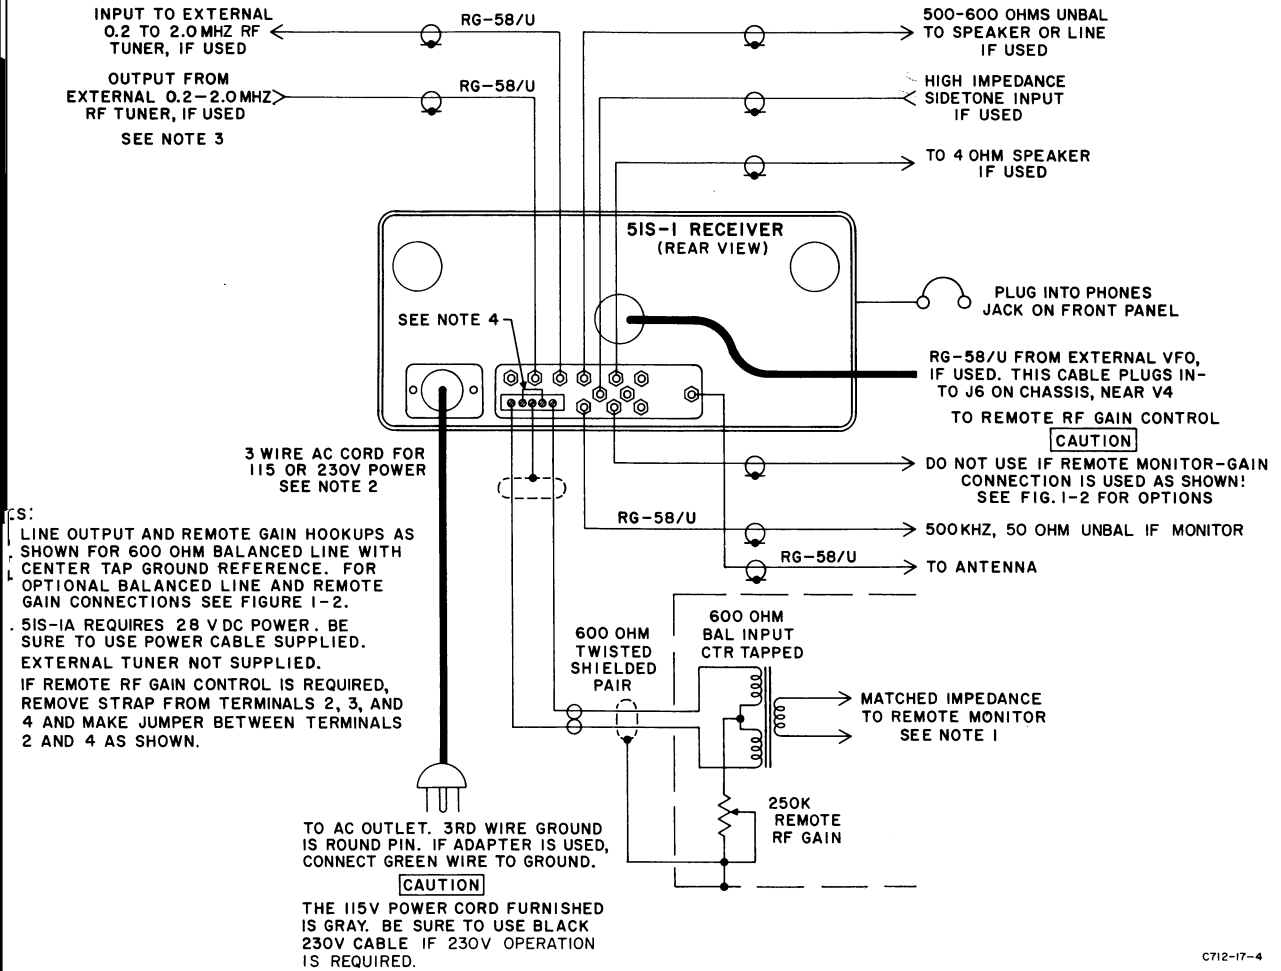 INPUT TO EXTERNAL
0.2 TO 2.0 MHZ RF
TUNER, IF USED
RG-58/U
OUTPUT FROM
EXTERNAL 0.2-2.0MHZ
RF TUNER, IF USED
SEE NOTE 3
RG-58/U
500-600 OHMS UNBAL
TO SPEAKER OR LINE
IF USED
HIGH IMPEDANCE
SIDETONE INPUT
IF USED
TO 4 OHM SPEAKER
IF USED
51S-1 RECEIVER
(REAR VIEW)
SEE NOTE 4
PLUG INTO PHONES
JACK ON FRONT PANEL
RG-58/U FROM EXTERNAL VFO,
IF USED. THIS CABLE PLUGS IN-
TO J6 ON CHASSIS, NEAR V4
TO REMOTE RF GAIN CONTROL
CAUTION
DO NOT USE IF REMOTE MONITOR-GAIN
CONNECTION IS USED AS SHOWN!
SEE FIG. 1-2 FOR OPTIONS
3 WIRE AC CORD FOR
115 OR 230V POWER
SEE NOTE 2
RG-58/U
500KHZ, 50 OHM UNBAL IF MONITOR
RG-58/U
TO ANTENNA
ES:
LINE OUTPUT AND REMOTE GAIN HOOKUPS AS
SHOWN FOR 600 OHM BALANCED LINE WITH
CENTER TAP GROUND REFERENCE. FOR
OPTIONAL BALANCED LINE AND REMOTE
GAIN CONNECTIONS SEE FIGURE 1-2.
. 51S-1A REQUIRES 28 V DC POWER. BE
SURE TO USE POWER CABLE SUPPLIED.
EXTERNAL TUNER NOT SUPPLIED.
IF REMOTE RF GAIN CONTROL IS REQUIRED,
REMOVE STRAP FROM TERMINALS 2, 3, AND
4 AND MAKE JUMPER BETWEEN TERMINALS
2 AND 4 AS SHOWN.
600 OHM
TWISTED
SHIELDED
PAIR
600 OHM
BAL INPUT
CTR TAPPED
MATCHED IMPEDANCE
TO REMOTE MONITOR
SEE NOTE 1
250K
REMOTE
RF GAIN
TO AC OUTLET. 3RD WIRE GROUND
IS ROUND PIN. IF ADAPTER IS USED,
CONNECT GREEN WIRE TO GROUND.
CAUTION
THE 115V POWER CORD FURNISHED
IS GRAY. BE SURE TO USE BLACK
230V CABLE IF 230V OPERATION
IS REQUIRED.
C712-17-4